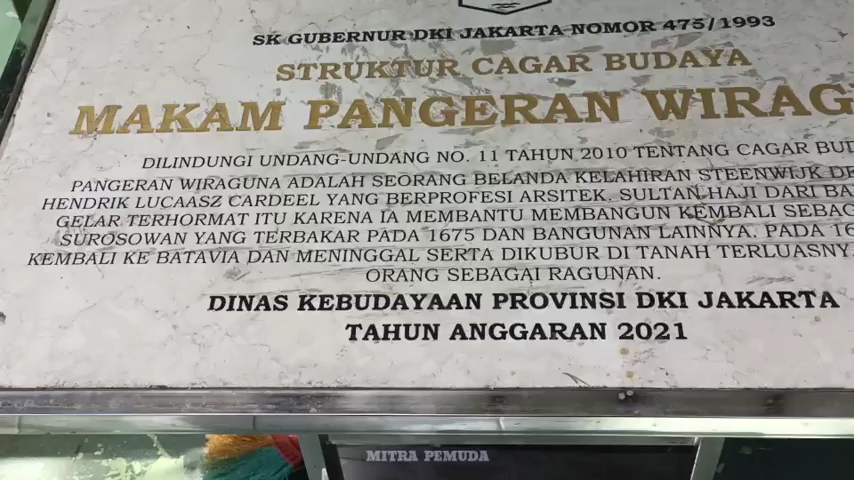 SK GUBERNUR DKI JAKARTA NOMOR 475/1993
STRUKTUR CAGAR BUDAYA
MAKAM PANGERAN WIRAG
DILINDUNGI UNDANG-UNDANG NO. 11 TAHUN 2010 TENTANG CAGAR BUD
PANGERAN WIRAGUNA ADALAH SEORANG BELANDA KELAHIRAN STEENWIJK DE
HENDRIK LUCAASZ CARDEEL YANG BERPROFESI ARSITEK. SULTAN HAJI DARI BA
GELAR TERHORMAT ITU KARENA IA MEMBANTU MEMBANGUN KEMBALI SEBAG
SUROSOWAN YANG TERBAKAR PADA 1675 DAN BANGUNAN LAINNYA. PADA 16
KEMBALI KE BATAVIA DAN MENINGGAL SERTA DIKUBUR DI TANAH TERLUASNY
ORANG SEBAGAI RAGUNAN.
DINAS KEBUDAYAAN PROVINSI DKI JAKARTA
TAHUN ANGGARAN 2021
MITRA PEMUDA